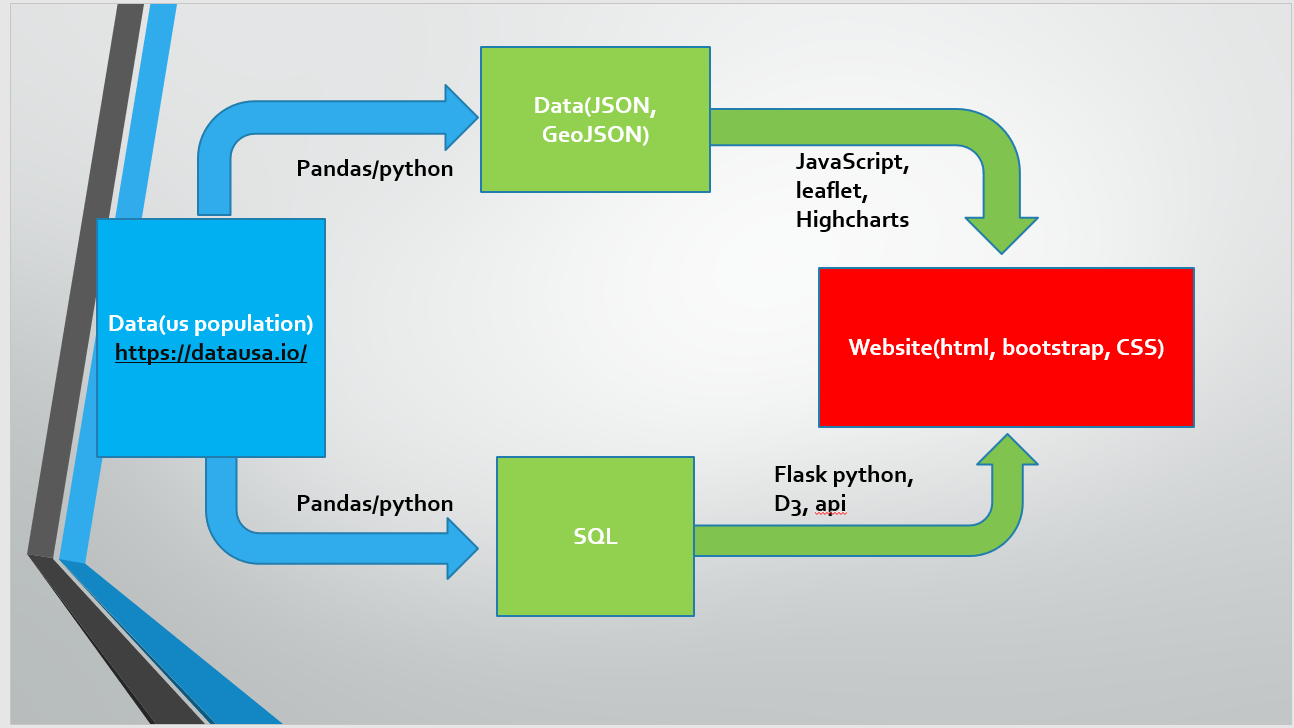 Data(JSON,
GeoJSON)
Pandas/python
JavaScript,
leaflet,
Highcharts
Data(us population)
https://datausa.io/
Website(html, bootstrap, CSS)
Pandas/python
SQL
Flask python,
D3, api